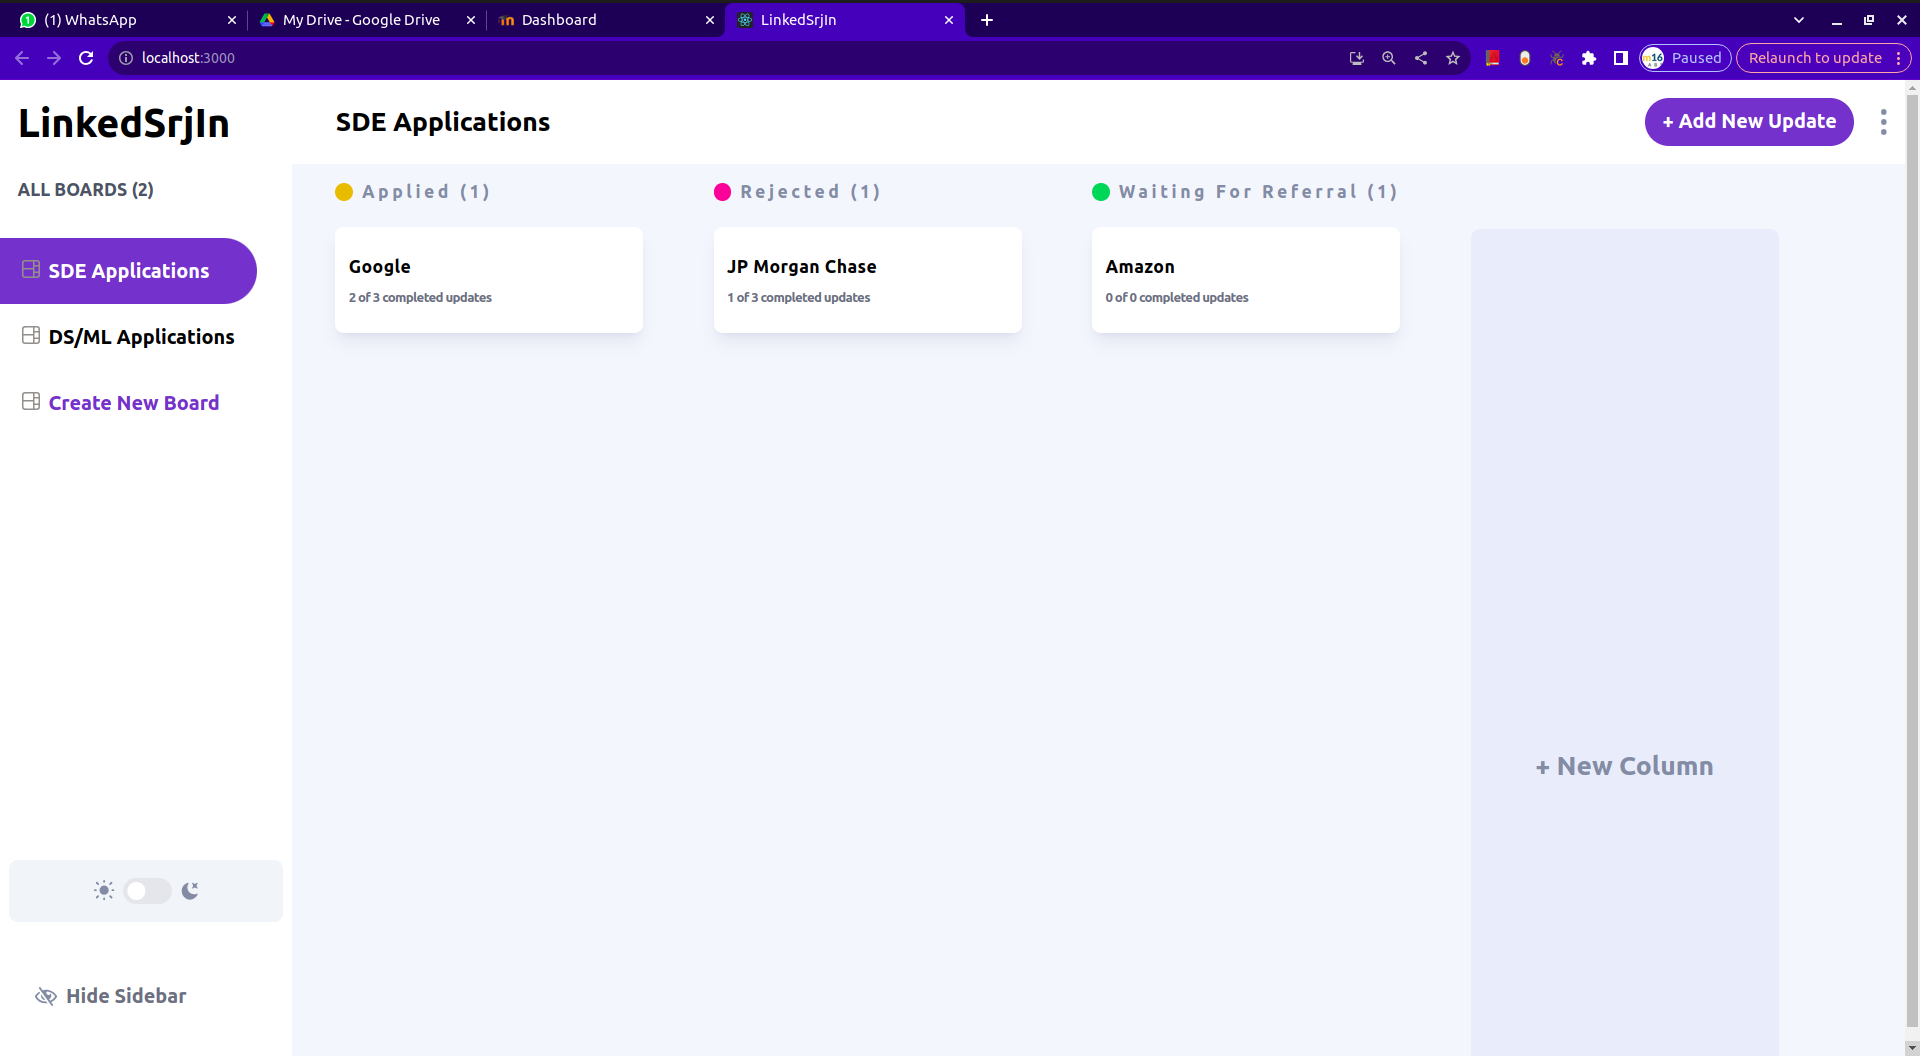 (1) WhatsApp
My Drive - Google Drive
Dashboard
LinkedSrjIn
localhost:3000
m16
Paused
Relaunch to update
LinkedSrjIn
SDE Applications
+ Add New Update
ALL BOARDS (2)
SDE Applications
DS/ML Applications
Create New Board
Applied (1)
Rejected (1)
Waiting For Referral (1)
Google
2 of 3 completed updates
JP Morgan Chase
1 of 3 completed updates
Amazon
0 of 0 completed updates
+ New Column
Hide Sidebar